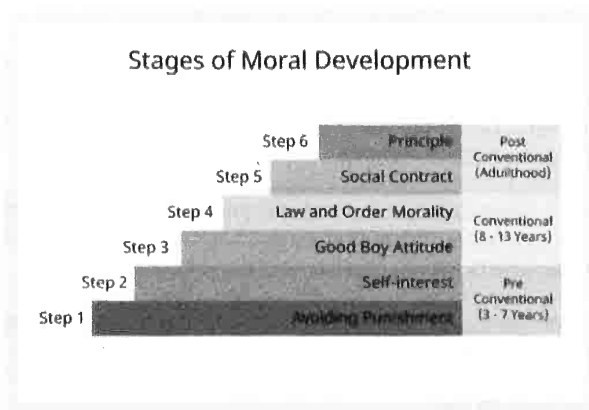 Stages of Moral Development
Step 6
Principle
Post
Conventional
(Adulthood)
Step 5
Social Contract
Step 4
Law and Order Morality
Conventional
(8 - 13 Years)
Step 3
Good Boy Attitude
Step 2
Self-interest
Pre
Conventional
(3 - 7 Years)
Step 1
Avoiding Punishment